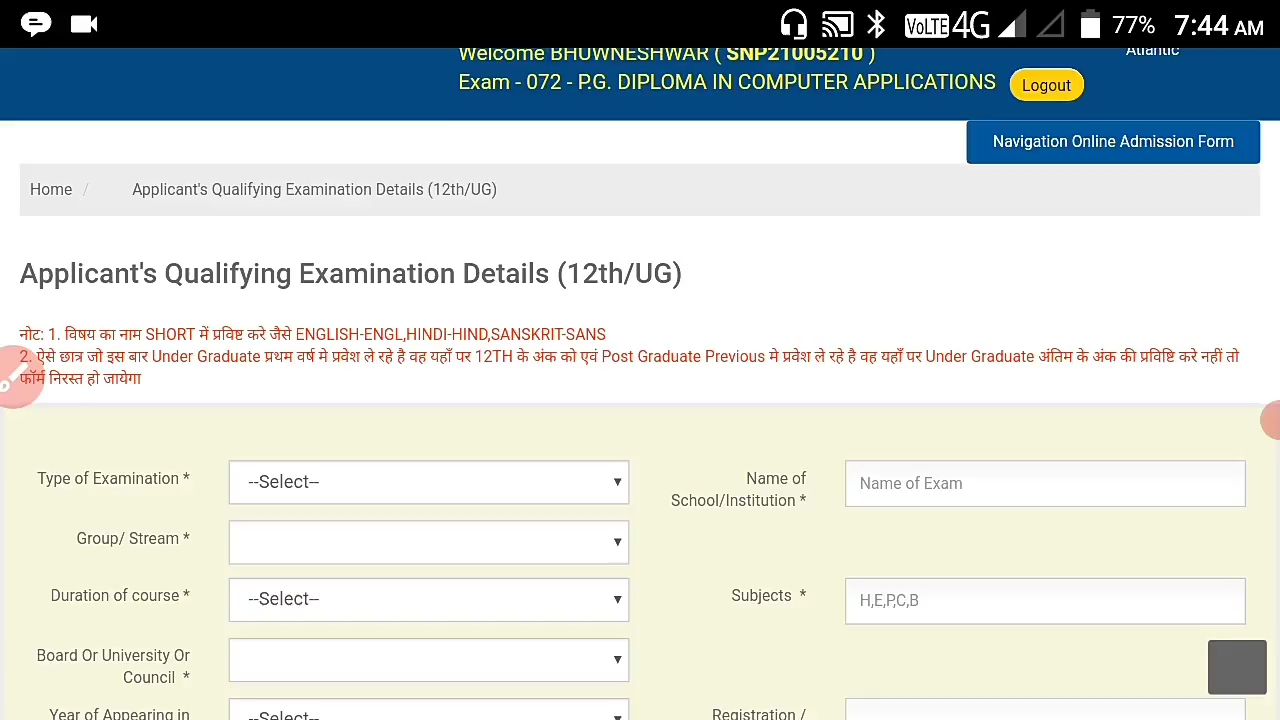 VoLTE 4G 77% 7:44 AM
Welcome BHUWNESHWAR ( SNP21005210 )
Atlantic
Exam - 072 - P.G. DIPLOMA IN COMPUTER APPLICATIONS
Logout
Navigation Online Admission Form
Home / Applicant's Qualifying Examination Details (12th/UG)
Applicant's Qualifying Examination Details (12th/UG)
नोट: 1. विषय का नाम SHORT में प्रविष्ट करे जैसे ENGLISH-ENGL,HINDI-HIND,SANSKRIT-SANS
2. ऐसे छात्र जो इस बार Under Graduate प्रथम वर्ष मे प्रवेश ले रहे है वह यहाँ पर 12TH के अंक को एवं Post Graduate Previous मे प्रवेश ले रहे है वह यहाँ पर Under Graduate अंतिम के अंक की प्रविष्टि करे नहीं तो
फॉर्म निरस्त हो जायेगा
Type of Examination *
--Select--
Name of
School/Institution *
Name of Exam
Group/ Stream *
Duration of course *
--Select--
Subjects *
H,E,P,C,B
Board Or University Or
Council *
Year of Appearing in
--Select--
Registration /